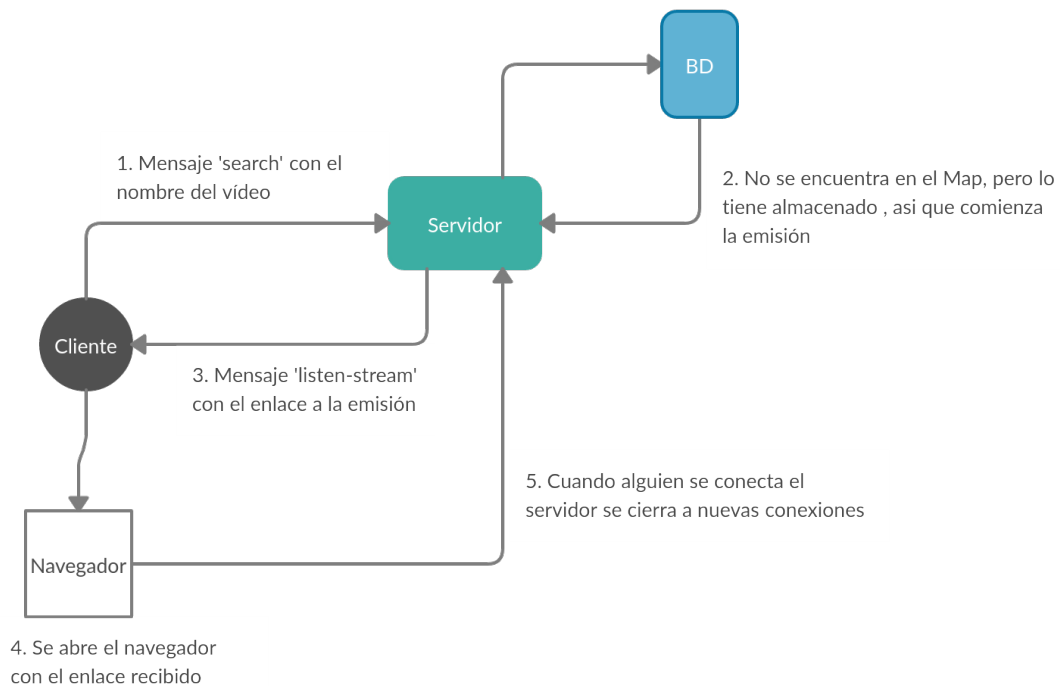 BD
1. Mensaje 'search' con el
nombre del vídeo
2. No se encuentra en el Map, pero lo
tiene almacenado , asi que comienza
la emisión
Servidor
Cliente
3. Mensaje 'listen-stream'
con el enlace a la emisión
5. Cuando alguien se conecta el
servidor se cierra a nuevas conexiones
Navegador
4. Se abre el navegador
con el enlace recibido